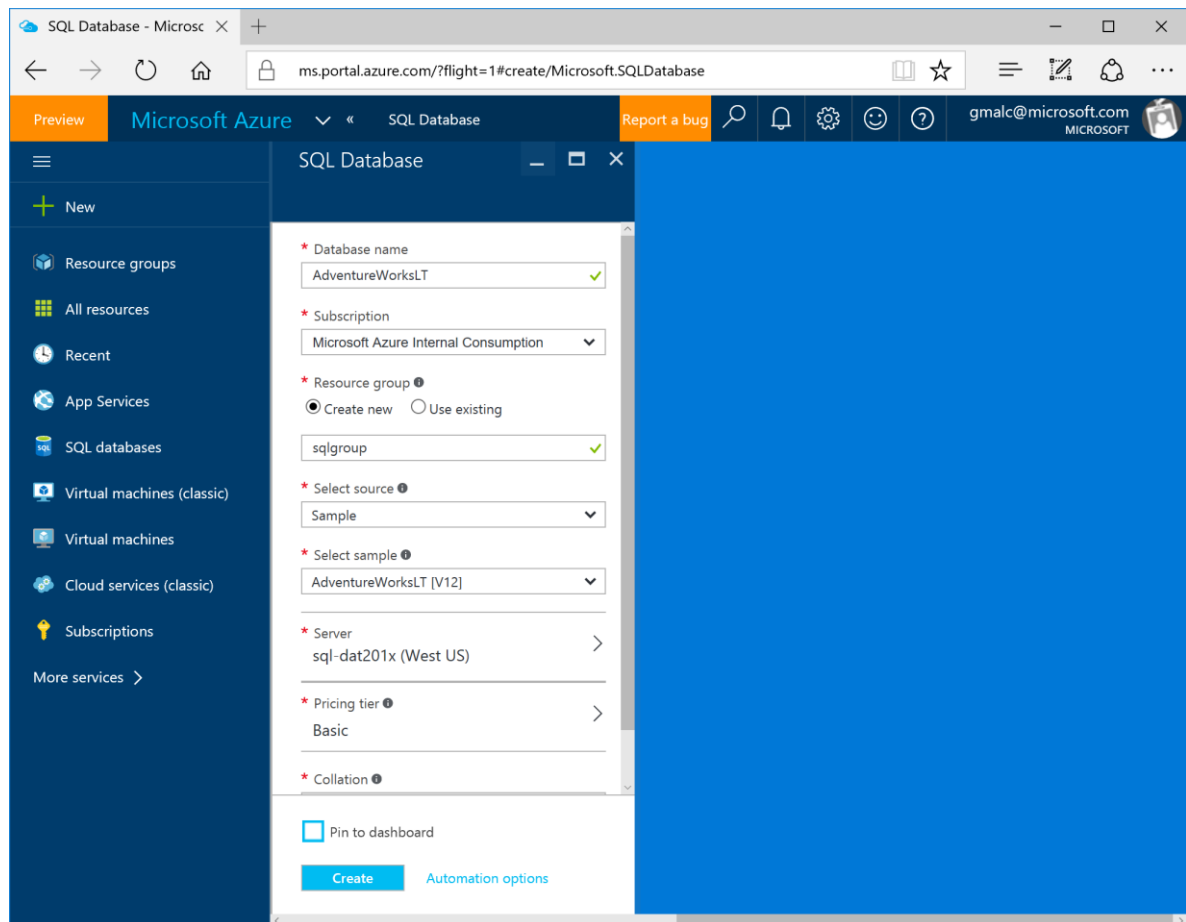 SQL Database - Microsc
ms.portal.azure.com/?flight=1#create/Microsoft.SQLDatabase
Preview
Microsoft Azure
«
SQL Database
Report a bug
gmalc@microsoft.com
MICROSOFT
New
Resource groups
All resources
Recent
App Services
SQL databases
Virtual machines (classic)
Virtual machines
Cloud services (classic)
Subscriptions
More services
SQL Database
* Database name
AdventureWorksLT
* Subscription
Microsoft Azure Internal Consumption
* Resource group
Create new Use existing
sqlgroup
* Select source
Sample
* Select sample
AdventureWorksLT [V12]
* Server
sql-dat201x (West US)
* Pricing tier
Basic
* Collation
Pin to dashboard
Create Automation options